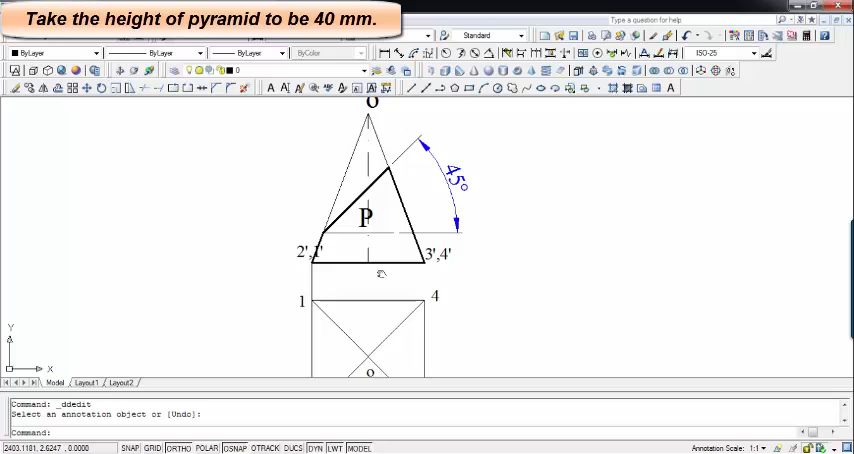 Take the height of pyramid to be 40 mm.
Type a question for help
Standard
ByLayer
ByLayer
ByLayer
ByColor
ISO-25
0
A
O
45°
P
2',1'
3',4'
1
4
o
Y
X
Model
Layout1
Layout2
Command: _ddedit
Select an annotation object or [Undo]:
Command:
2403.1181, 2.6247 , 0.0000
SNAP GRID ORTHO POLAR OSNAP OTRACK DUCS DYN LWT MODEL
Annotation Scale: 1:1